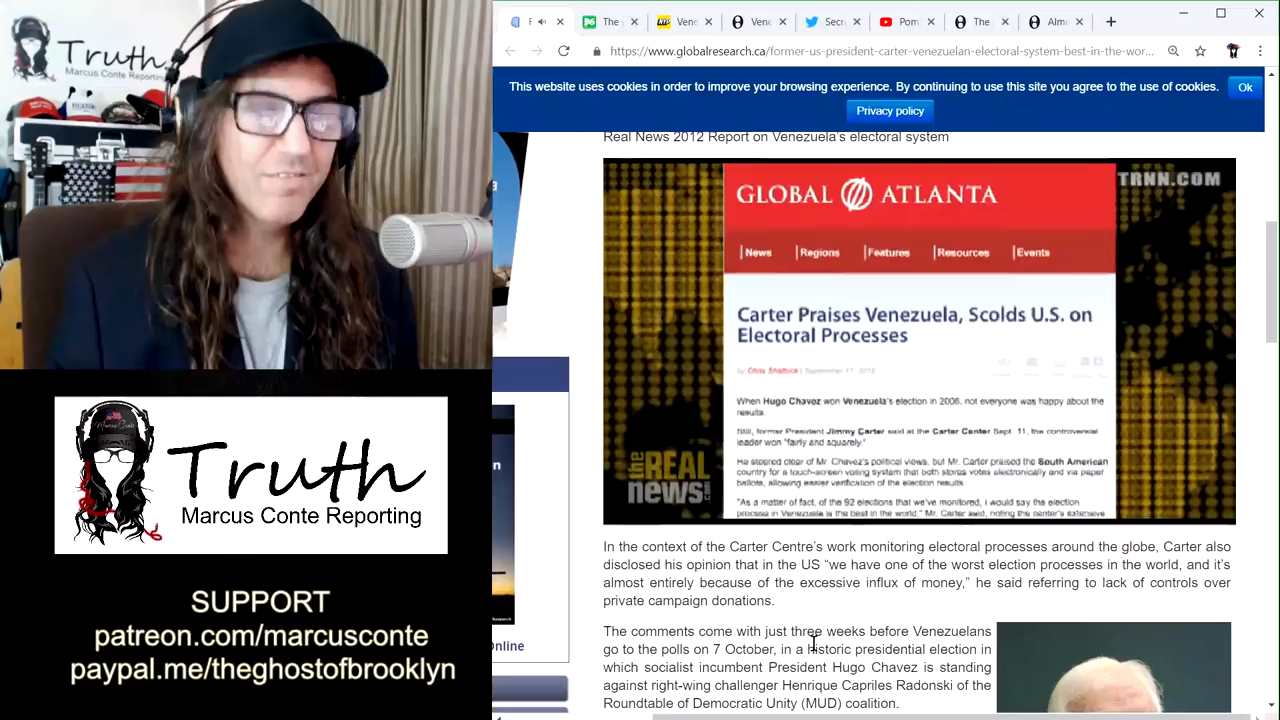 Truth
Marcus Conte Reporting
The
Vene
Vene
Secr
Pom
The
Almo
https://www.globalresearch.ca/former-us-president-carter-venezuelan-electoral-system-best-in-the-wor...
This website uses cookies in order to improve your browsing experience. By continuing to use this site you agree to the use of cookies.
Ok
Privacy policy
Real News 2012 Report on Venezuela's electoral system
TRNN.COM
GLOBAL ATLANTA
News
Regions
Features
Resources
Events
Carter Praises Venezuela, Scolds U.S. on
Electoral Processes
by Chris Shattuck | September 17, 2012
When Hugo Chavez won Venezuela's election in 2006, not everyone was happy about the
results.
Still, former President Jimmy Carter said at the Carter Center Sept. 11, the controversial
leader won "fairly and squarely."
He steered clear of Mr. Chavez's political views, but Mr. Carter praised the South American
country for a touch-screen voting system that both stores votes electronically and via paper
ballots, allowing easier verification of the election results.
"As a matter of fact, of the 92 elections that we've monitored, I would say the election
process in Venezuela is the best in the world," Mr. Carter said, noting the center's extensive
the REAL
news.com
In the context of the Carter Centre's work monitoring electoral processes around the globe, Carter also
disclosed his opinion that in the US “we have one of the worst election processes in the world, and it's
almost entirely because of the excessive influx of money,” he said referring to lack of controls over
private campaign donations.
The comments come with just three weeks before Venezuelans
go to the polls on 7 October, in a historic presidential election in
which socialist incumbent President Hugo Chavez is standing
against right-wing challenger Henrique Capriles Radonski of the
Roundtable of Democratic Unity (MUD) coalition.
nline
Truth
Marcus Conte Reporting
SUPPORT
patreon.com/marcusconte
paypal.me/theghostofbrooklyn